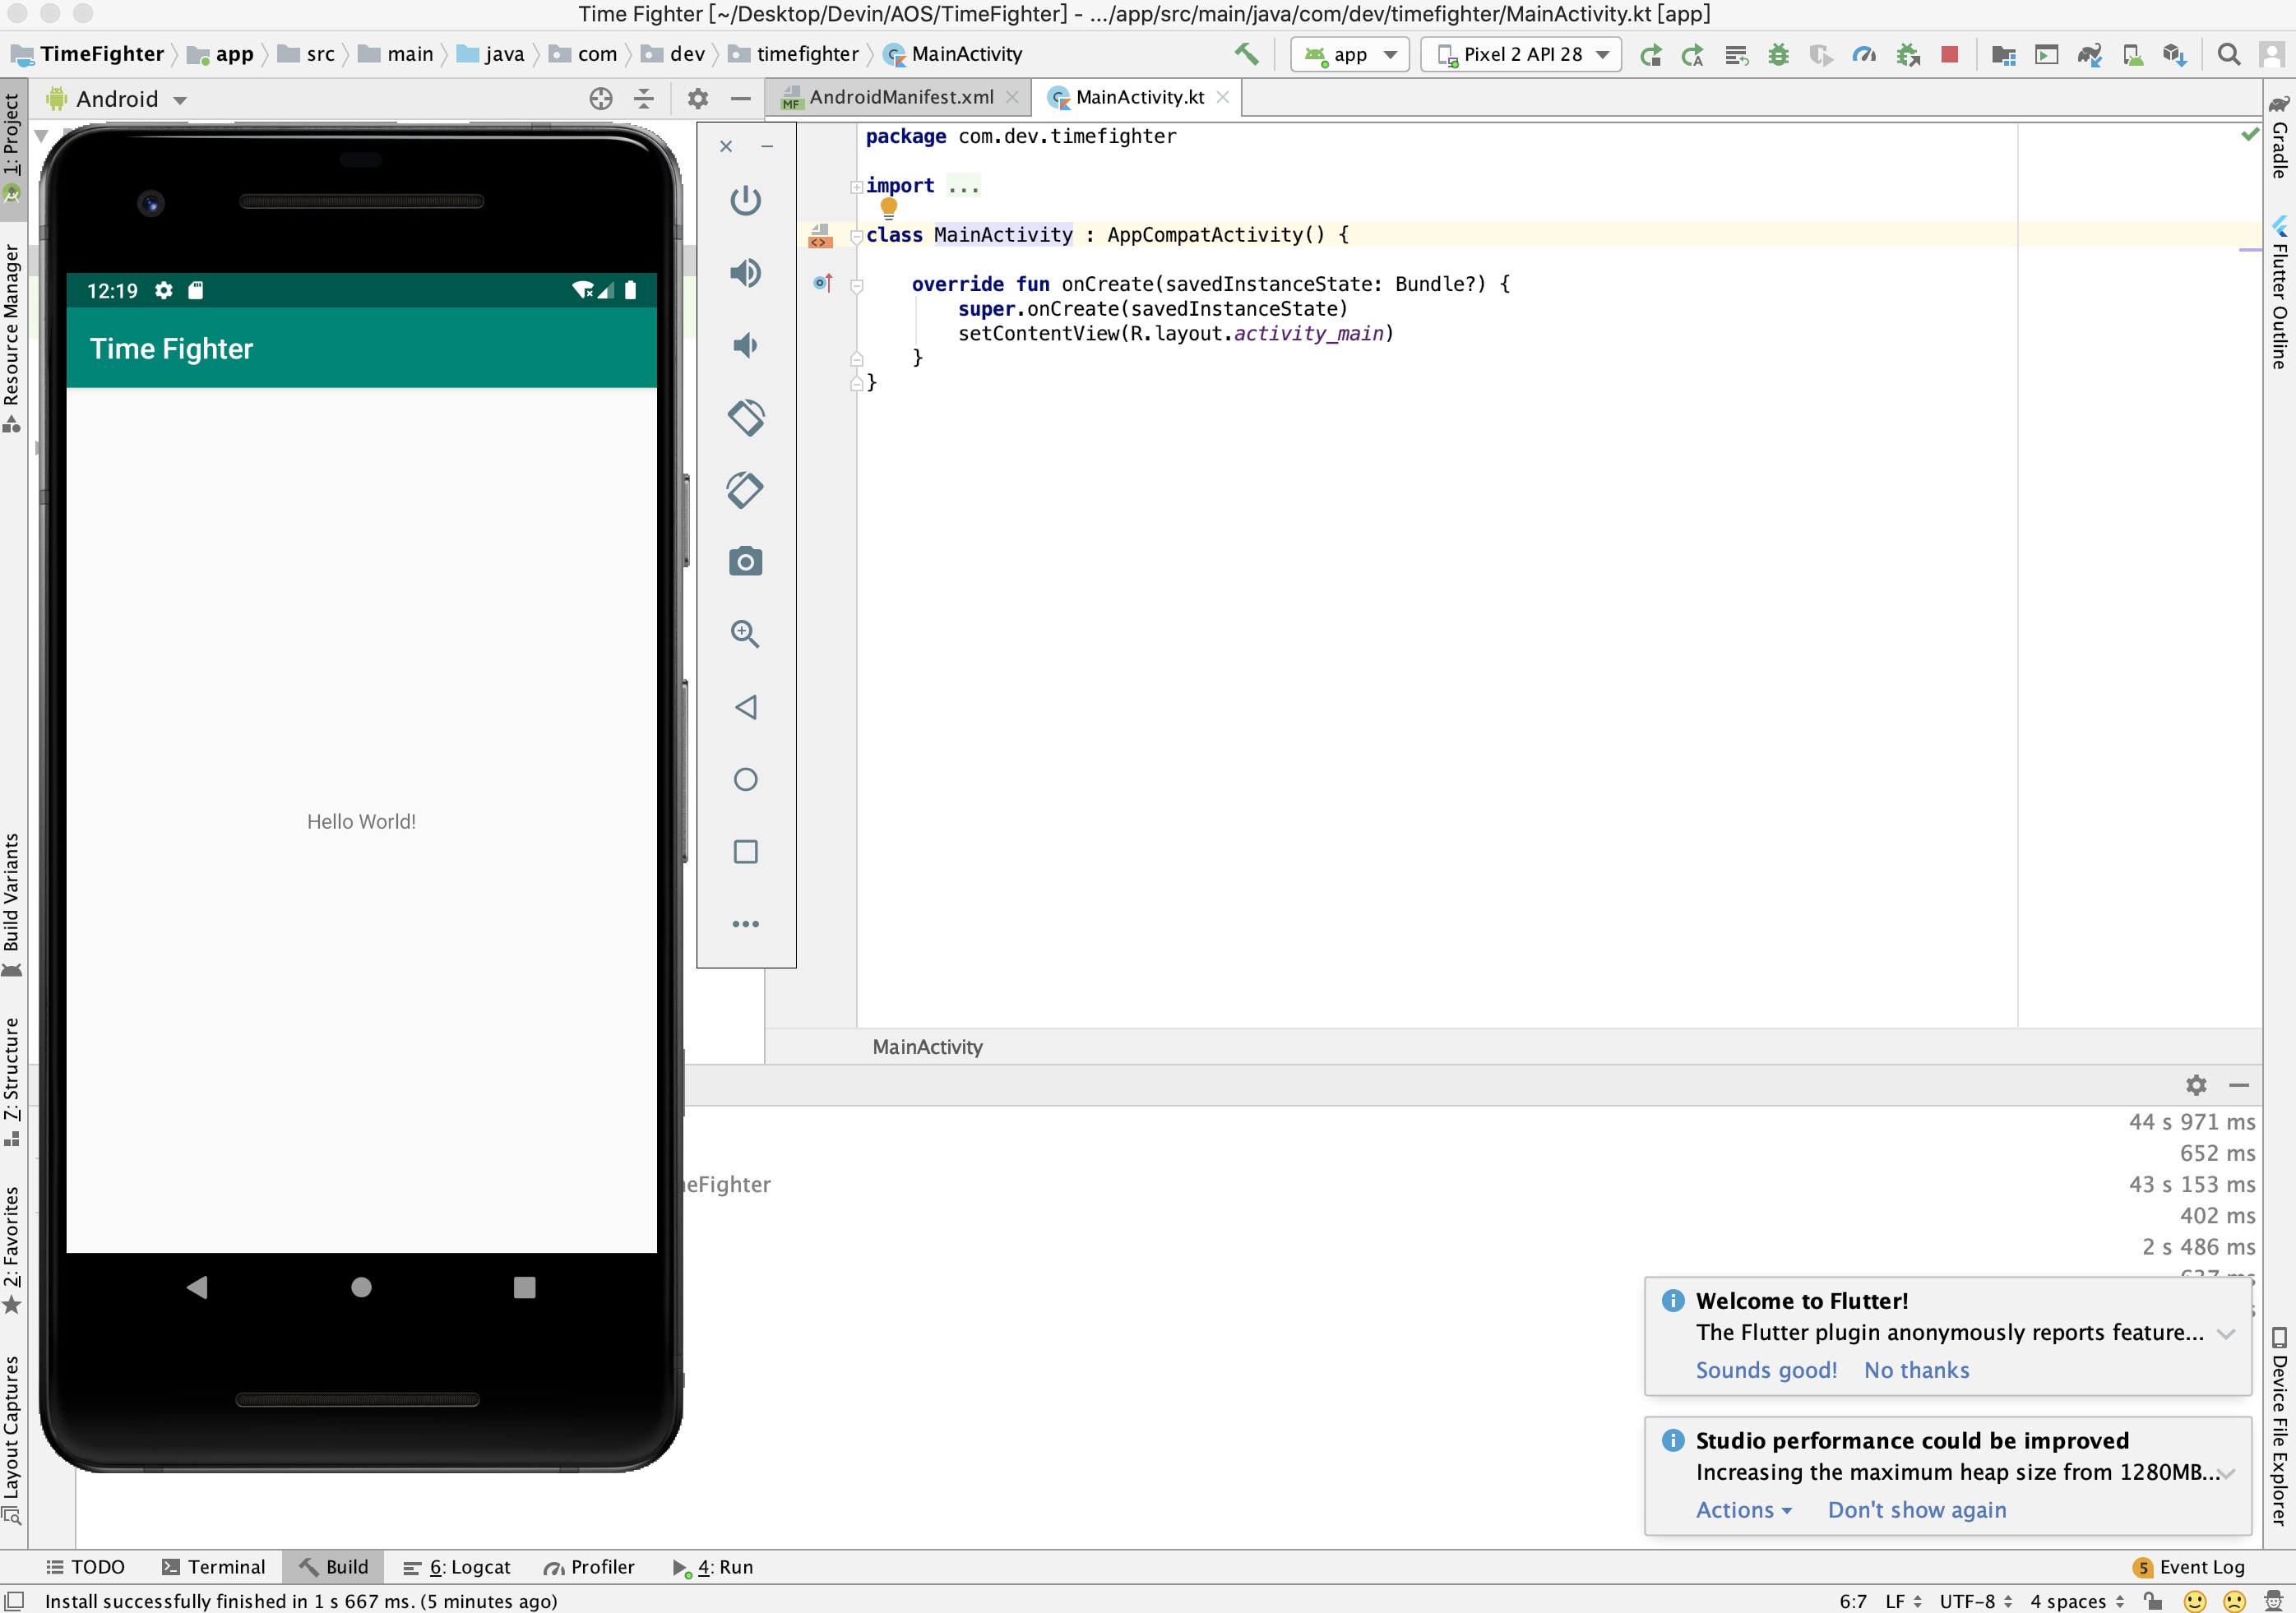 Time Fighter [~/Desktop/Devin/AOS/TimeFighter] - .../app/src/main/java/com/dev/timefighter/MainActivity.kt [app]
TimeFighter app src main java com dev timefighter MainActivity
app
Pixel 2 API 28
Android
AndroidManifest.xml
MainActivity.kt
1: Project
Resource Manager
Build Variants
7: Structure
2: Favorites
Layout Captures
12:19
Time Fighter
Hello World!
package com.dev.timefighter
import ...
class MainActivity : AppCompatActivity() {
override fun onCreate(savedInstanceState: Bundle?) {
super.onCreate(savedInstanceState)
setContentView(R.layout.activity_main)
}
}
MainActivity
Gradle
Flutter Outline
Device File Explorer
44 s 971 ms
652 ms
eFighter
43 s 153 ms
402 ms
2 s 486 ms
Welcome to Flutter!
The Flutter plugin anonymously reports feature...
Sounds good! No thanks
Studio performance could be improved
Increasing the maximum heap size from 1280MB...
Actions Don't show again
TODO Terminal Build 6: Logcat Profiler 4: Run
5 Event Log
Install successfully finished in 1 s 667 ms. (5 minutes ago)
6:7 LF UTF-8 4 spaces